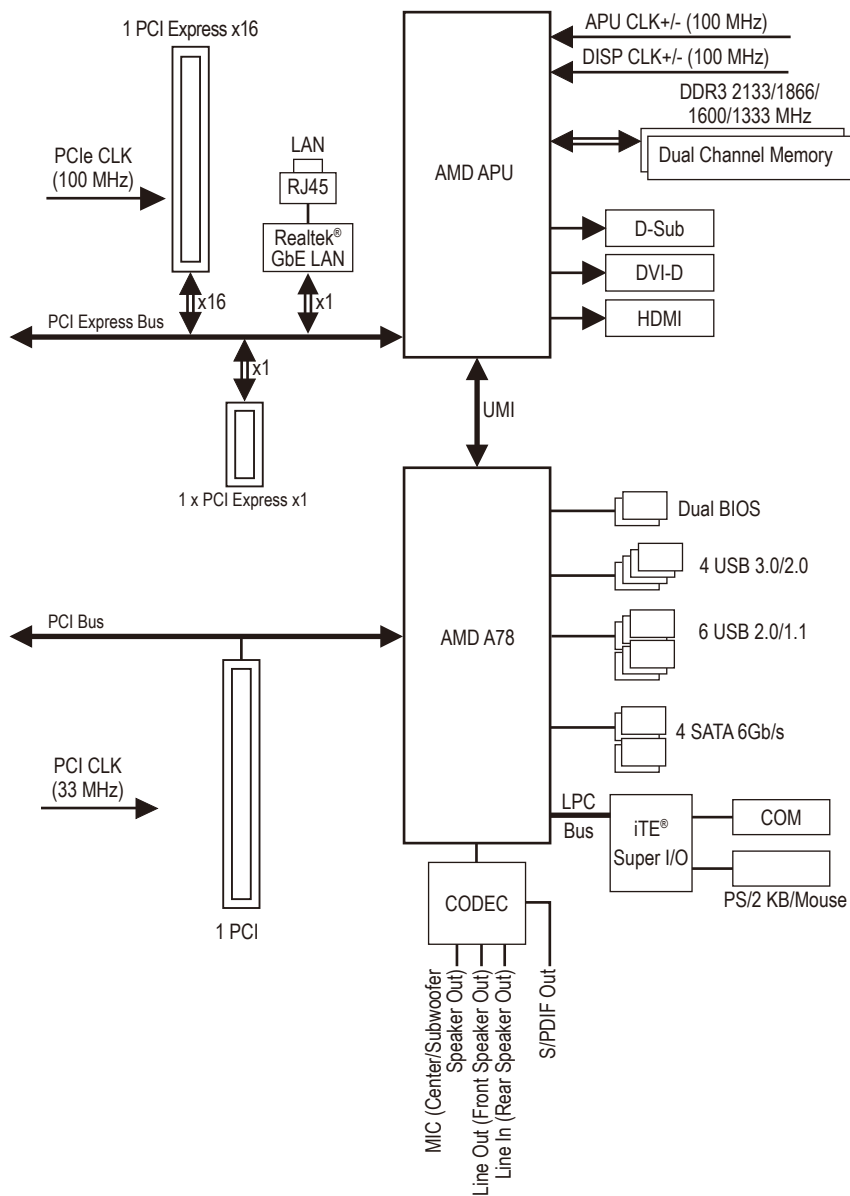 1 PCI Express x16
APU CLK+/- (100 MHz)
DISP CLK+/- (100 MHz)
DDR3 2133/1866/
1600/1333 MHz
Dual Channel Memory
PCIe CLK
(100 MHz)
LAN
RJ45
Realtek®
GbE LAN
AMD APU
D-Sub
DVI-D
HDMI
x16
x1
PCI Express Bus
x1
1 x PCI Express x1
UMI
Dual BIOS
4 USB 3.0/2.0
PCI Bus
AMD A78
6 USB 2.0/1.1
4 SATA 6Gb/s
PCI CLK
(33 MHz)
LPC
Bus
iTE®
Super I/O
COM
PS/2 KB/Mouse
1 PCI
CODEC
MIC (Center/Subwoofer
Speaker Out)
Line Out (Front Speaker Out)
Line In (Rear Speaker Out)
S/PDIF Out